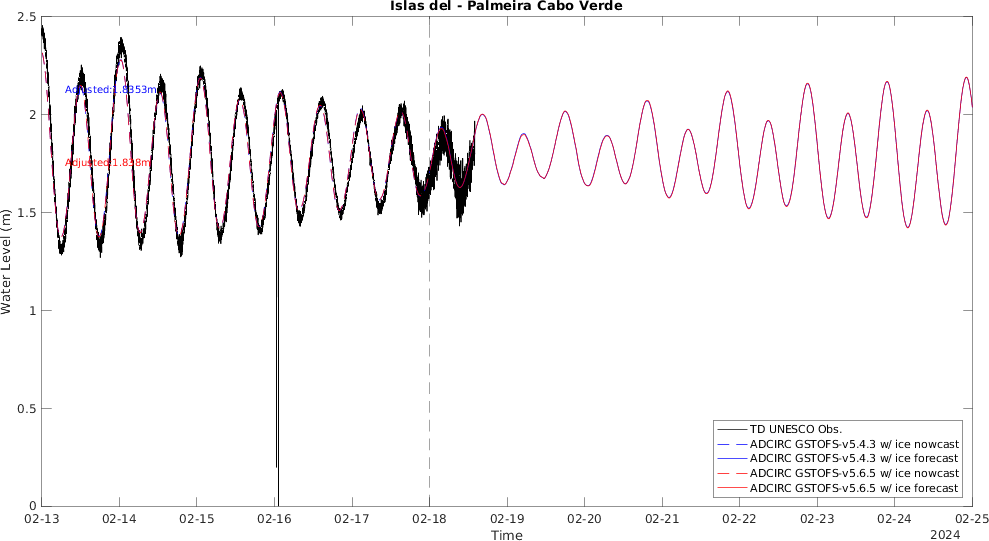 Islas del - Palmeira Cabo Verde
2.5
2
1.5
1
0.5
0
Water Level (m)
Adjusted:1.8353m
Adjusted:1.838m
TD UNESCO Obs.
ADCIRC GSTOFS-v5.4.3 w/ ice nowcast
ADCIRC GSTOFS-v5.4.3 w/ ice forecast
ADCIRC GSTOFS-v5.6.5 w/ ice nowcast
ADCIRC GSTOFS-v5.6.5 w/ ice forecast
02-13 02-14 02-15 02-16 02-17 02-18 02-19 02-20 02-21 02-22 02-23 02-24 02-25
Time
2024